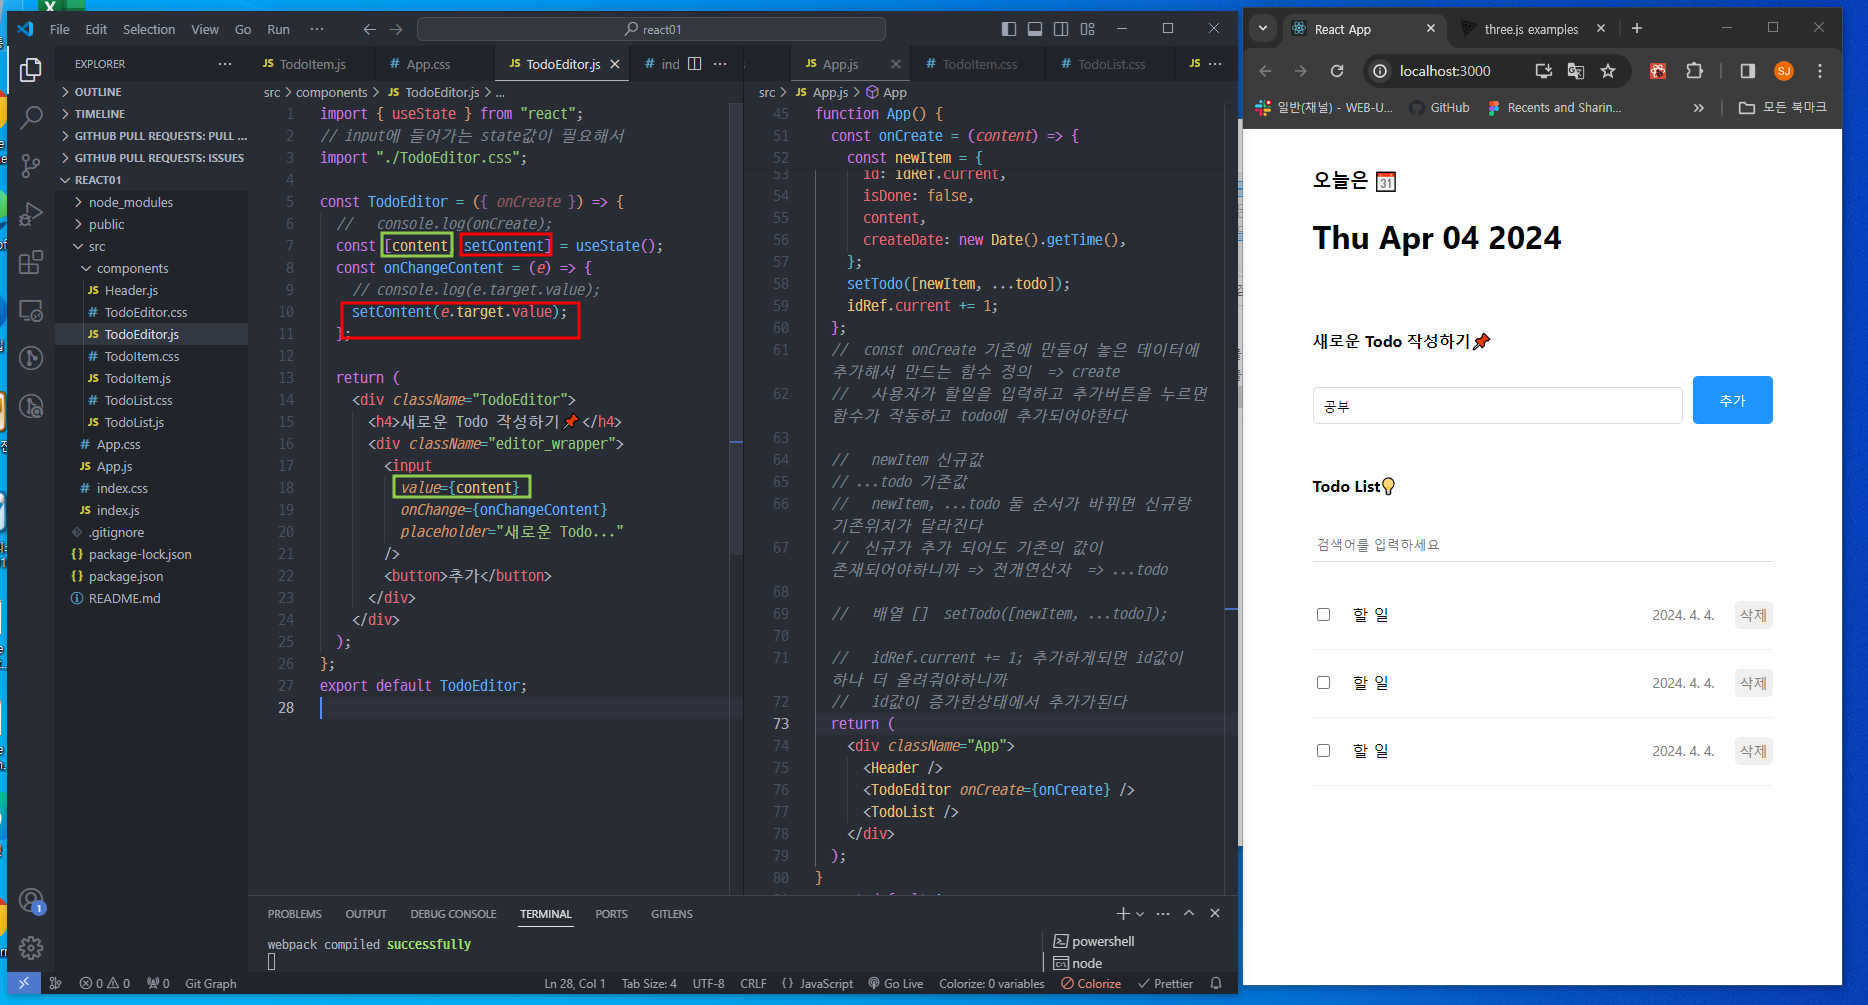 File Edit Selection View Go Run ···
react01
EXPLORER
OUTLINE
TIMELINE
GITHUB PULL REQUESTS: PULL ...
GITHUB PULL REQUESTS: ISSUES
REACT01
node_modules
public
src
components
JS Header.js
# TodoEditor.css
JS TodoEditor.js
JS TodoItem.css
JS TodoItem.js
# TodoList.css
JS TodoList.js
# App.css
JS App.js
# index.css
JS index.js
.gitignore
{} package-lock.json
{} package.json
README.md
JS TodoItem.js # App.css JS TodoEditor.js # ind
src > components > JS TodoEditor.js > ...
1 import { useState } from "react";
2 // input에 들어가는 state값이 필요해서
3 import "./TodoEditor.css";
4
5 const TodoEditor = ({ onCreate }) => {
6 //   console.log(onCreate);
7 const [content, setContent] = useState();
8 const onChangeContent = (e) => {
9 // console.log(e.target.value);
10 setContent(e.target.value);
11 };
12
13 return (
14 <div className="TodoEditor">
15 <h4>새로운 Todo 작성하기📌</h4>
16 <div className="editor_wrapper">
17 <input
18 value={content}
19 onChange={onChangeContent}
20 placeholder="새로운 Todo..."
21 />
22 <button>추가</button>
23 </div>
24 </div>
25 );
26 };
27 export default TodoEditor;
28
JS App.js # TodoItem.css # TodoList.css JS
src > JS App.js > App
45 function App() {
51 const onCreate = (content) => {
52 const newItem = {
53 id: idRef.current,
54 isDone: false,
55 content,
56 createDate: new Date().getTime(),
57 };
58 setTodo([newItem, ...todo]);
59 idRef.current += 1;
60 };
61 //  const onCreate 기존에 만들어 놓은 데이터에
추가해서 만드는 함수 정의  => create
62 //   사용자가 할일을 입력하고 추가버튼을 누르면
함수가 작동하고 todo에 추가되어야한다
63
64 //   newItem 신규값
65 // ...todo 기존값
66 //   newItem, ...todo 둘 순서가 바뀌면 신규랑
기존위치가 달라진다
67 //  신규가 추가 되어도 기존의 값이
존재되어야하니까 => 전개연산자  => ...todo
68
69 //   배열 []  setTodo([newItem, ...todo]);
70
71 //   idRef.current += 1; 추가하게되면 id값이
하나 더 올려줘야하니까
72 //   id값이 증가한상태에서 추가가된다
73 return (
74 <div className="App">
75 <Header />
76 <TodoEditor onCreate={onCreate} />
77 <TodoList />
78 </div>
79 );
80 }
PROBLEMS OUTPUT DEBUG CONSOLE TERMINAL PORTS GITLENS
webpack compiled successfully
powershell
node
1
0 0 0 Git Graph
Ln 28, Col 1 Tab Size: 4 UTF-8 CRLF {} JavaScript Go Live Colorize: 0 variables Colorize Prettier
React App three.js examples
localhost:3000
SJ
일반(채널) - WEB-U... GitHub Recents and Sharin... » 모든 북마크
오늘은 📅
Thu Apr 04 2024
새로운 Todo 작성하기📌
공부
추가
Todo List💡
검색어를 입력하세요
할 일 2024. 4. 4. 삭제
할 일 2024. 4. 4. 삭제
할 일 2024. 4. 4. 삭제